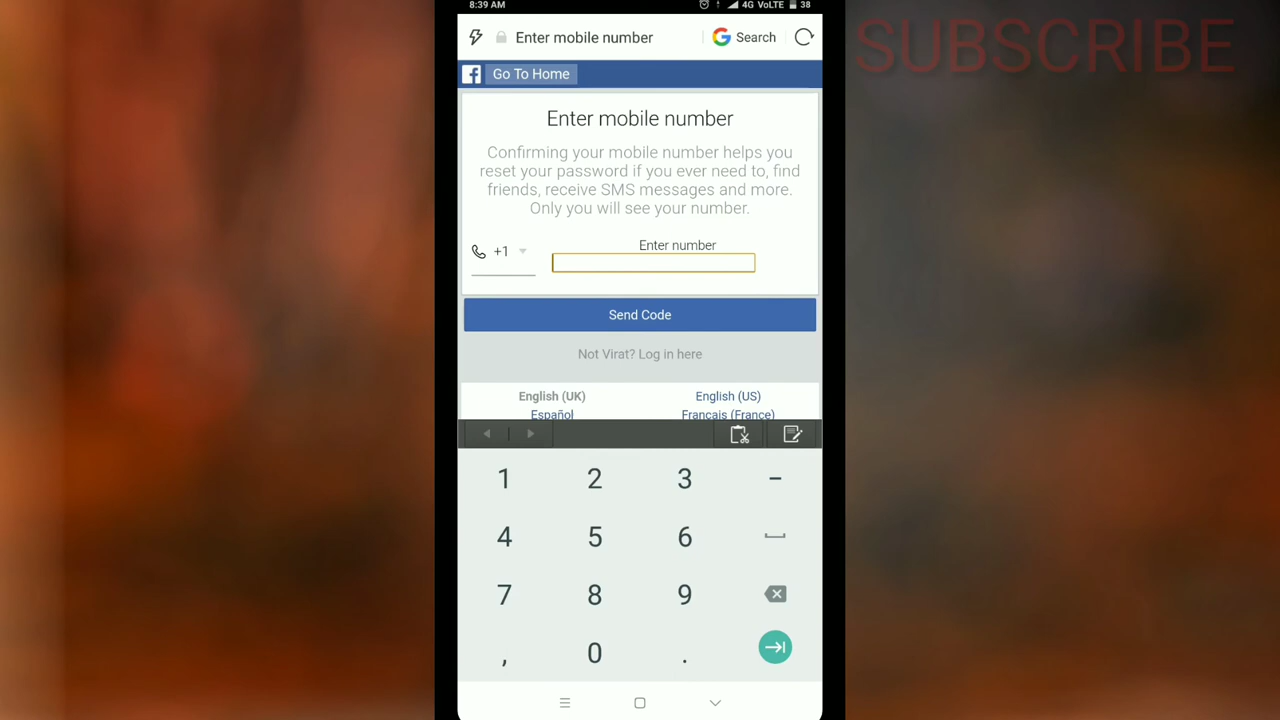 8:39 AM
4G VoLTE 38
SUBSCRIBE
Enter mobile number
Search
Go To Home
Enter mobile number
Confirming your mobile number helps you
reset your password if you ever need to, find
friends, receive SMS messages and more.
Only you will see your number.
Enter number
+1
Send Code
Not Virat? Log in here
English (UK)
English (US)
Español
Français (France)
1 2 3 -
4 5 6
7 8 9
, 0 .